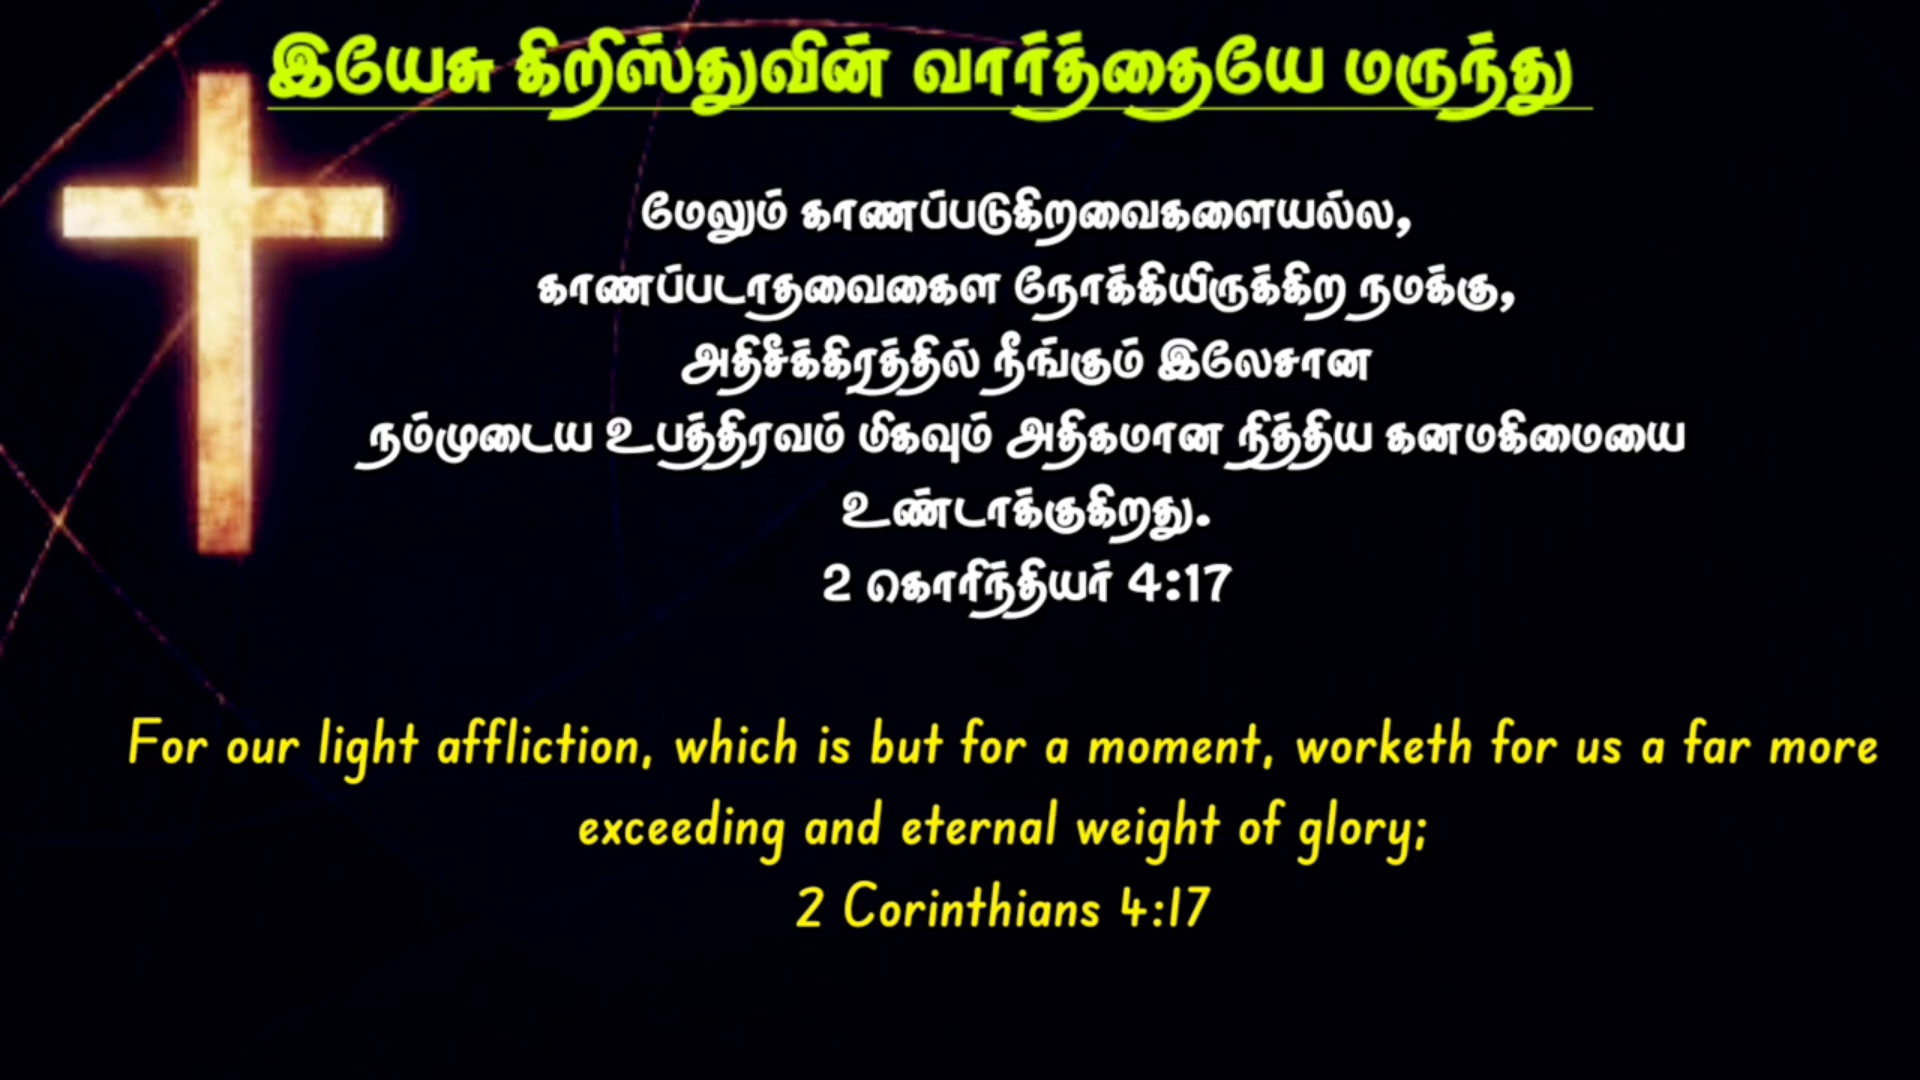 இயேசு கிறிஸ்துவின் வார்த்தையே மருந்து
மேலும் காணப்படுகிறவைகளையல்ல,
காணப்படாதவைகளை நோக்கியிருக்கிற நமக்கு,
அதிசீக்கிரத்தில் நீங்கும் இலேசான
நம்முடைய உபத்திரவம் மிகவும் அதிகமான நித்திய கனமகிமையை
உண்டாக்குகிறது.
2 கொரிந்தியர் 4:17
For our light affliction, which is but for a moment, worketh for us a far more
exceeding and eternal weight of glory;
2 Corinthians 4:17